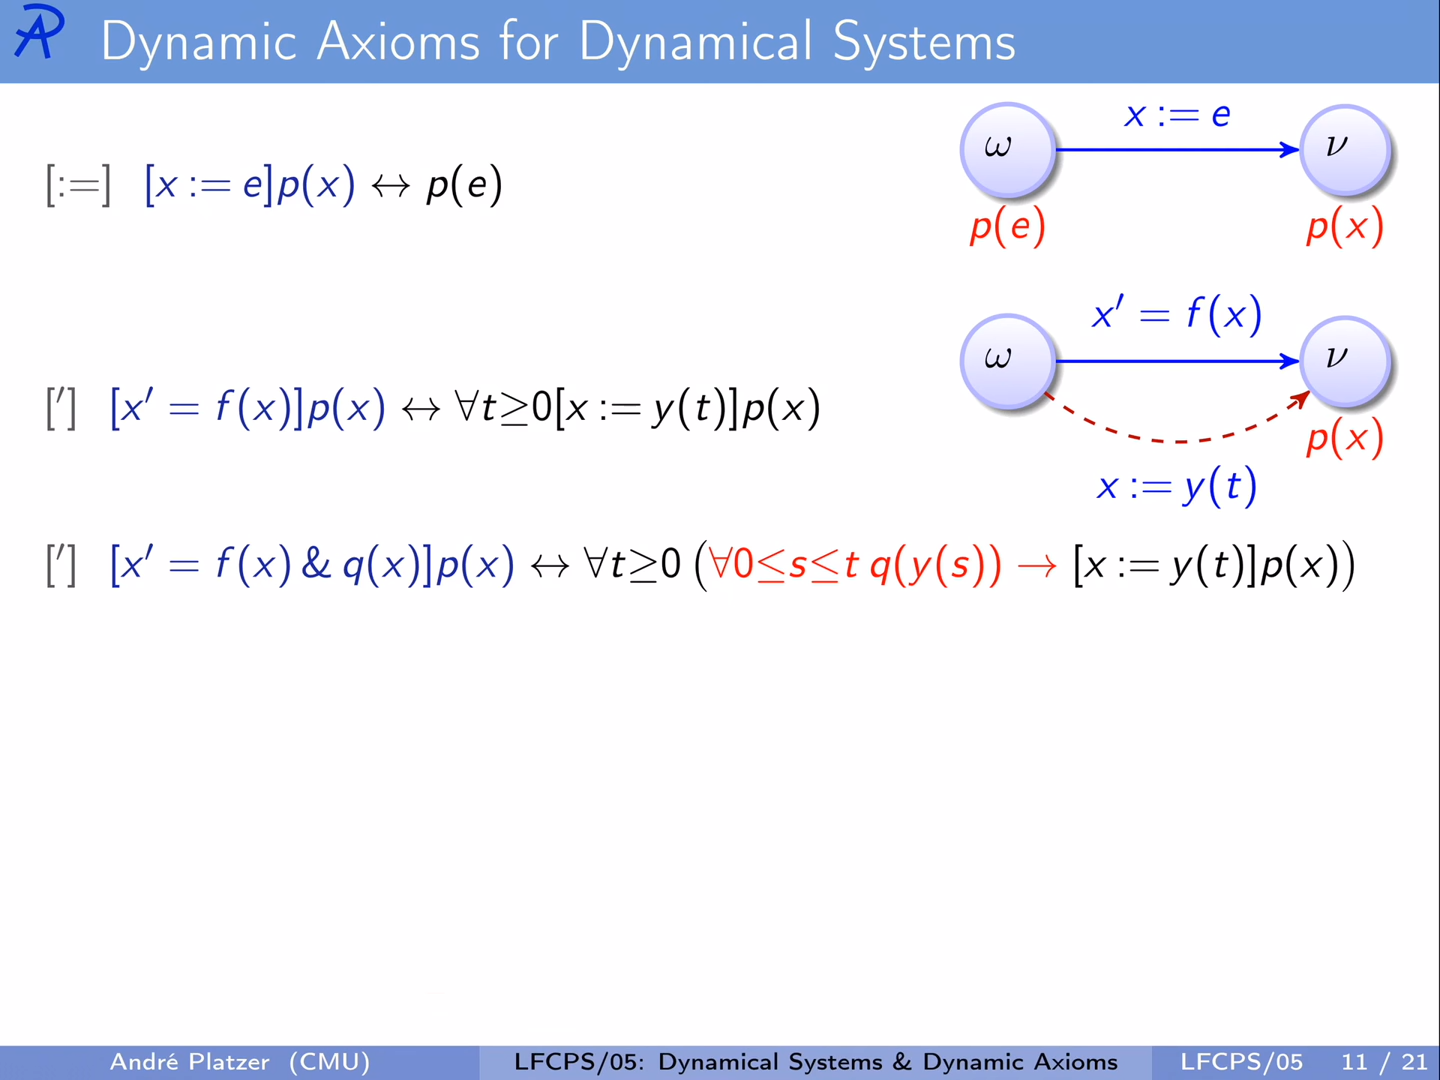 Dynamic Axioms for Dynamical Systems
[:=] [x := e]p(x) ↔ p(e)
ω x := e ν
p(e) p(x)
['] [x′ = f(x)]p(x) ↔ ∀t≥0[x := y(t)]p(x)
x′ = f(x)
ω ν
p(x)
x := y(t)
['] [x′ = f(x) & q(x)]p(x) ↔ ∀t≥0 (∀0≤s≤t q(y(s)) → [x := y(t)]p(x))
André Platzer (CMU) LFCPS/05: Dynamical Systems & Dynamic Axioms LFCPS/05 11 / 21